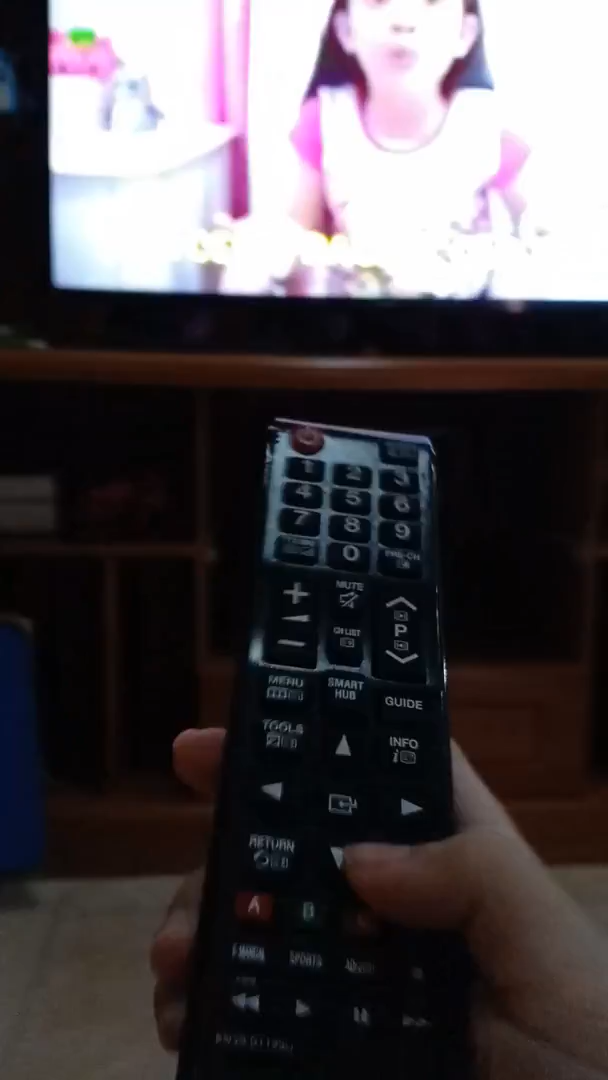 1 2 3
4 5 6
7 8 9
0 PRE-CH
+ MUTE
P
- CH LIST
MENU SMART HUB GUIDE
TOOLS INFO
i
RETURN
A B
SPORTS